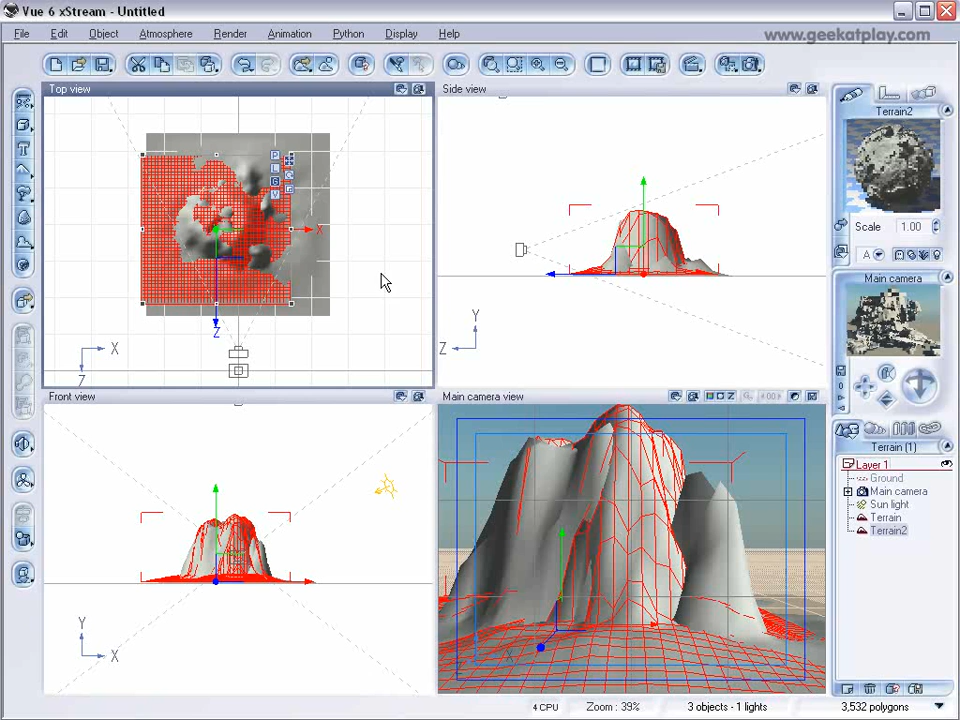 Vue 6 xStream - Untitled
File Edit Object Atmosphere Render Animation Python Display Help
www.geekatplay.com
Top view
Side view
Terrain2
P
L
G
V
X
Z
Scale 1.00
A
Main camera
X
Z
Y
Z
Front view
Main camera view
Terrain (1)
Layer 1
Ground
Main camera
Sun light
Terrain
Terrain2
Y
X
X
4 CPU Zoom : 39% 3 objects - 1 lights 3,532 polygons